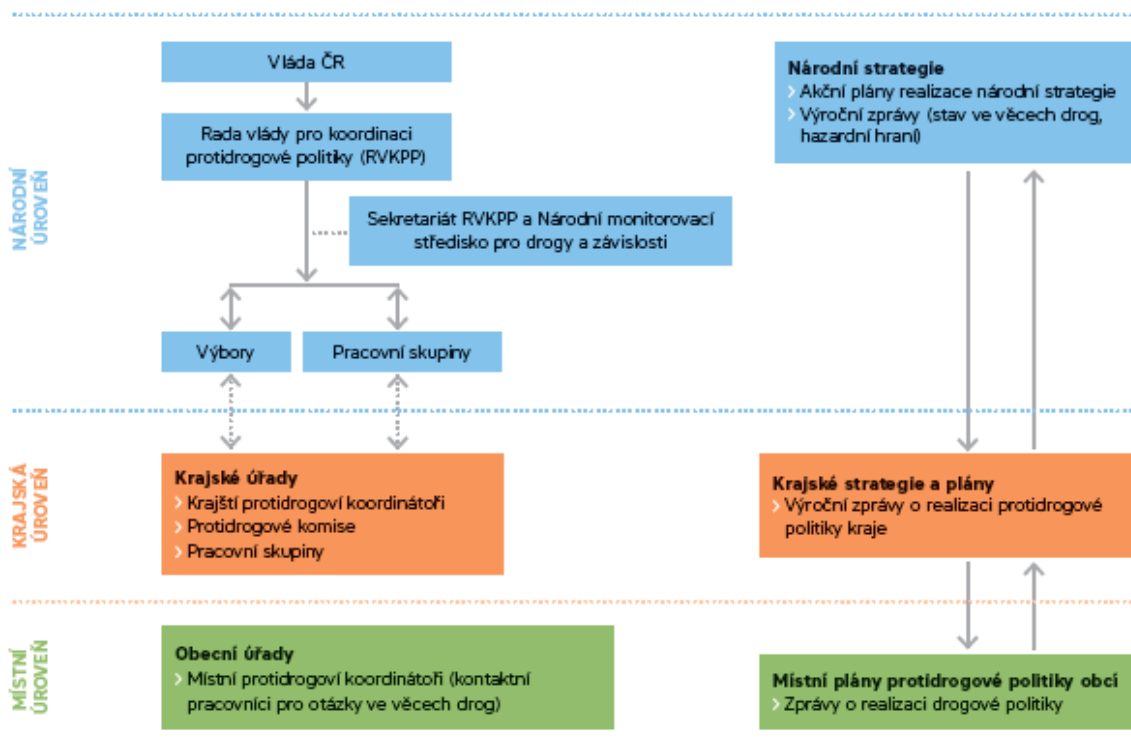 NÁRODNÍ
ÚROVEŇ
Vláda ČR
Rada vlády pro koordinaci
protidrogové politiky (RVKPP)
Sekretariát RVKPP a Národní monitorovací
středisko pro drogy a závislosti
Výbory
Pracovní skupiny
Národní strategie
Akční plány realizace národní strategie
Výroční zprávy (stav ve věcech drog,
hazardní hraní)
KRAJSKÁ
ÚROVEŇ
Krajské úřady
Krajští protidrogoví koordinátoři
Protidrogové komise
Pracovní skupiny
Krajské strategie a plány
Výroční zprávy o realizaci protidrogové
politiky kraje
MÍSTNÍ
ÚROVEŇ
Obecní úřady
Místní protidrogoví koordinátoři (kontaktní
pracovníci pro otázky ve věcech drog)
Místní plány protidrogové politiky obcí
Zprávy o realizaci drogové politiky